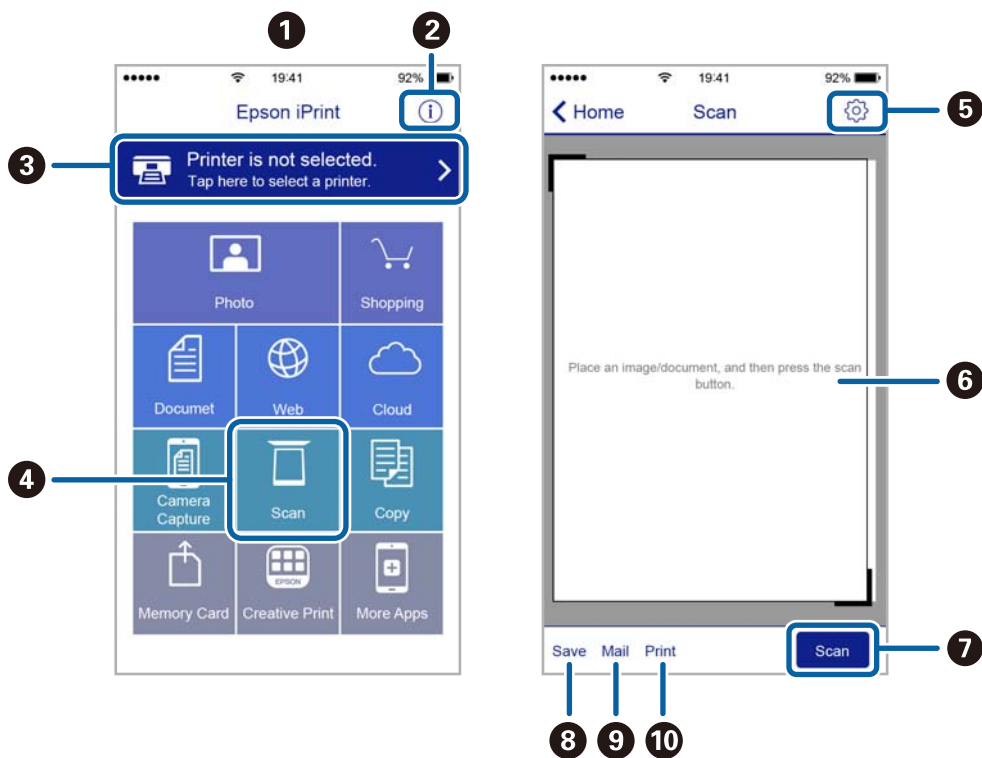 1
2
19:41
92%
Epson iPrint
i
3
Printer is not selected.
Tap here to select a printer.
Photo
Shopping
Documet
Web
Cloud
4
Camera
Capture
Scan
Copy
EPSON
Memory Card
Creative Print
More Apps
19:41
92%
Home
Scan
5
Place an image/document, and then press the scan
button.
6
Save
Mail
Print
Scan
7
8
9
10